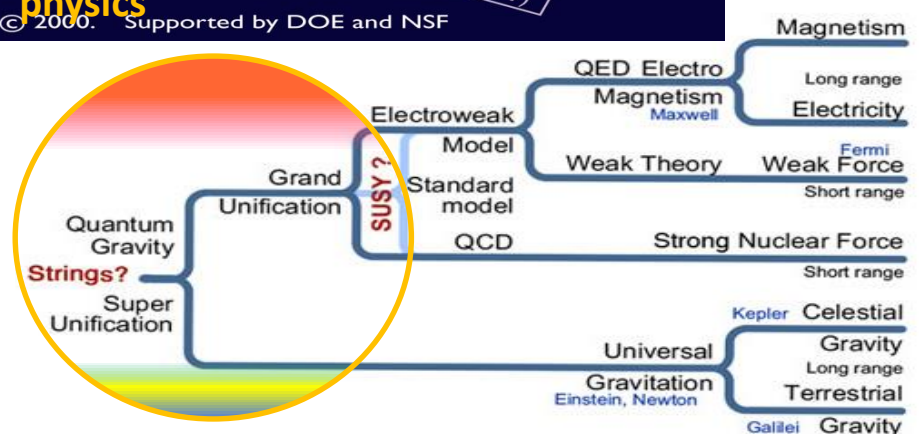 physics
© 2000. Supported by DOE and NSF
Magnetism
QED Electro
Long range
Magnetism
Maxwell
Electricity
Electroweak
Model
Fermi
Weak Theory
Weak Force
Short range
Grand
Unification
SUSY ?
Standard
model
QCD
Strong Nuclear Force
Short range
Quantum
Gravity
Strings?
Super
Unification
Kepler
Celestial
Gravity
Long range
Universal
Gravitation
Einstein, Newton
Terrestrial
Galilei
Gravity